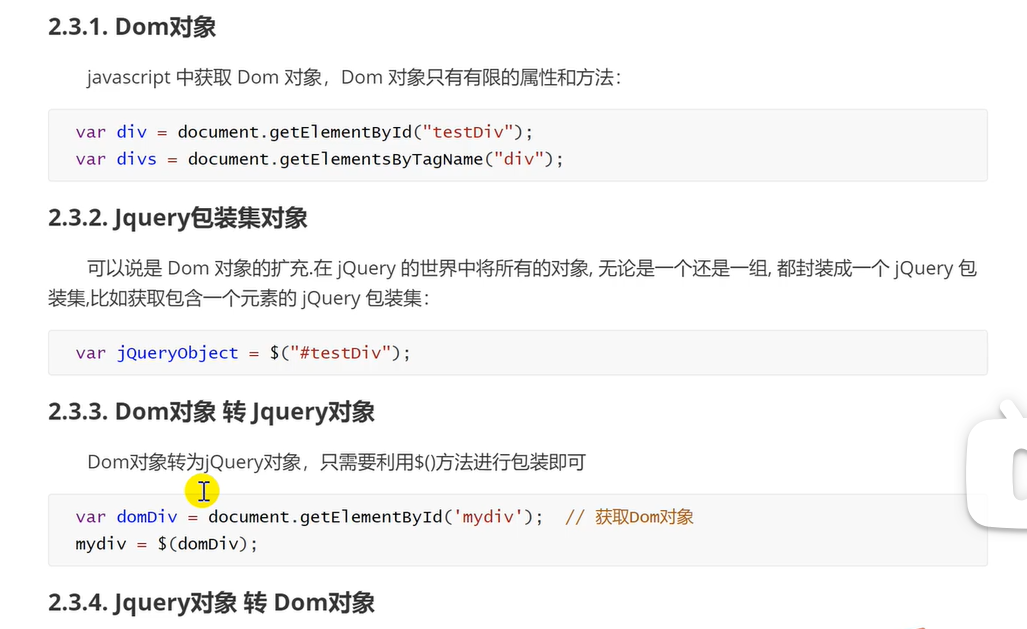 2.3.1. Dom对象
javascript 中获取 Dom 对象，Dom 对象只有有限的属性和方法：
var div = document.getElementById("testDiv");
var divs = document.getElementsByTagName("div");
2.3.2. Jquery包装集对象
可以说是 Dom 对象的扩充.在 jQuery 的世界中将所有的对象, 无论是一个还是一组, 都封装成一个 jQuery 包
装集,比如获取包含一个元素的 jQuery 包装集：
var jQueryObject = $("#testDiv");
2.3.3. Dom对象 转 Jquery对象
Dom对象转为jQuery对象，只需要利用$()方法进行包装即可
var domDiv = document.getElementById('mydiv');  // 获取Dom对象
mydiv = $(domDiv);
2.3.4. Jquery对象 转 Dom对象